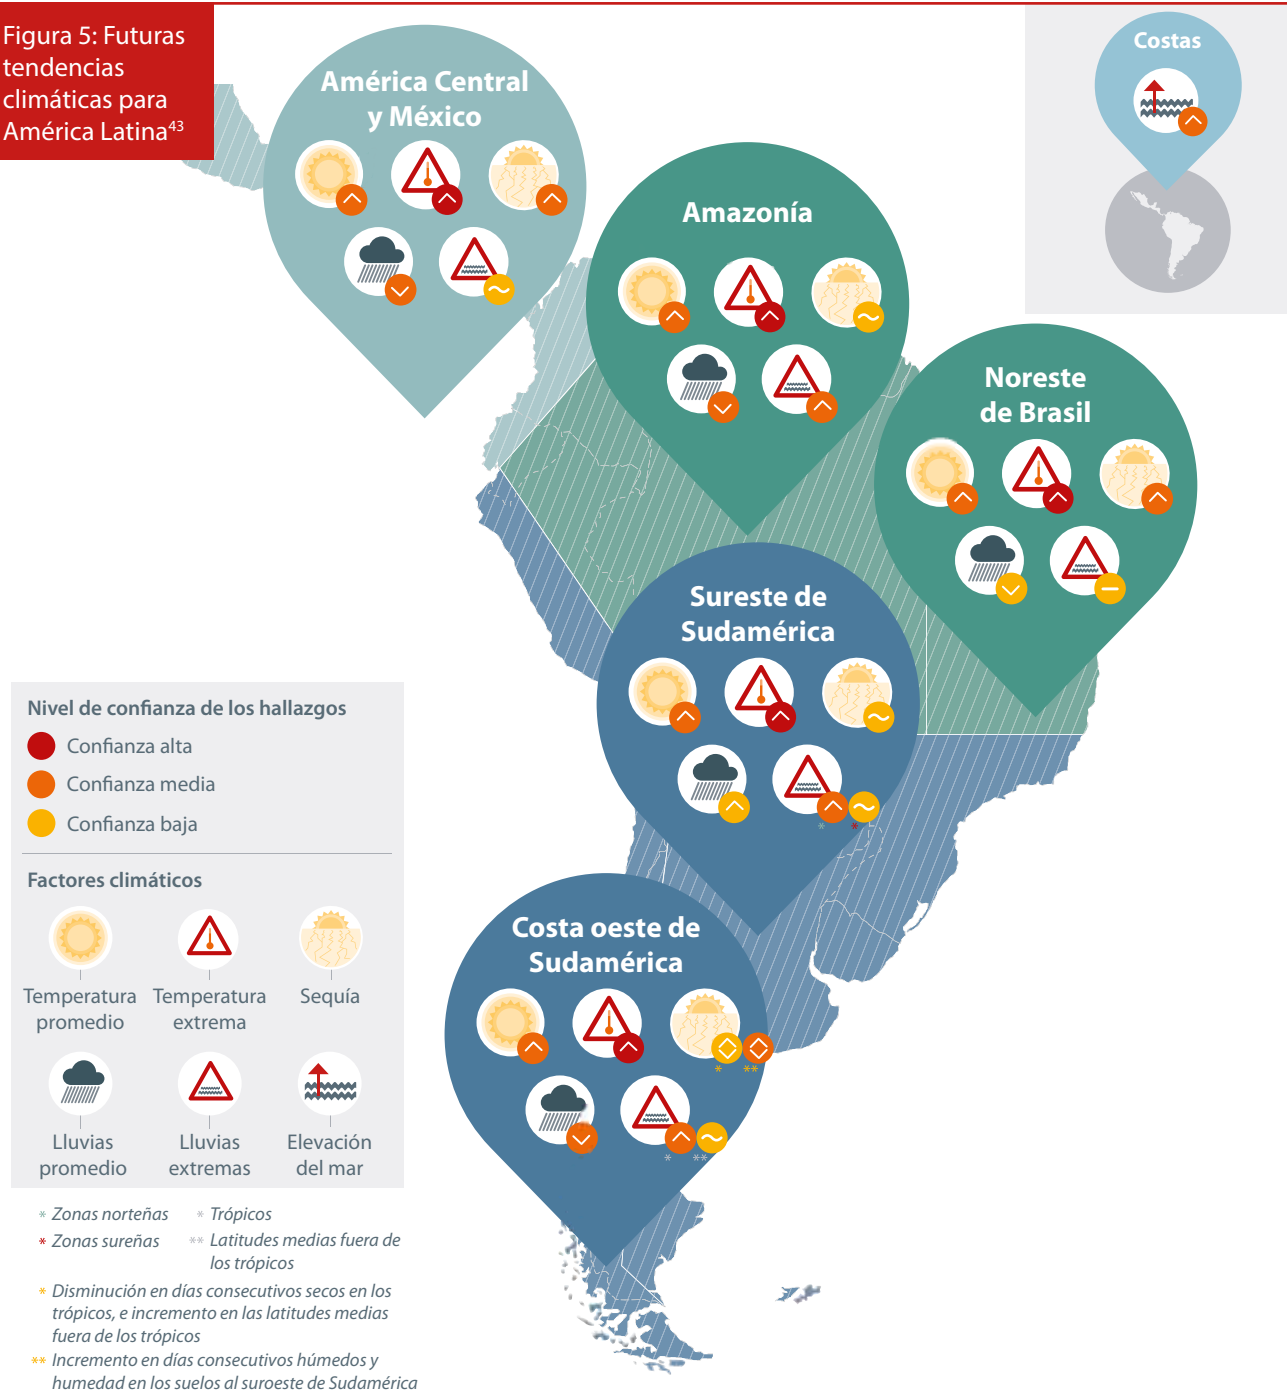 Figura 5: Futuras
tendencias
climáticas para
América Latina43
Costas
América Central
y México
Amazonía
Noreste
de Brasil
Sureste de
Sudamérica
*
*
Costa oeste de
Sudamérica
* **
* **
Nivel de confianza de los hallazgos
Confianza alta
Confianza media
Confianza baja
Factores climáticos
Temperatura
promedio
Temperatura
extrema
Sequía
Lluvias
promedio
Lluvias
extremas
Elevación
del mar
* Zonas norteñas
* Zonas sureñas
* Trópicos
** Latitudes medias fuera de
los trópicos
* Disminución en días consecutivos secos en los
trópicos, e incremento en las latitudes medias
fuera de los trópicos
** Incremento en días consecutivos húmedos y
humedad en los suelos al suroeste de Sudamérica